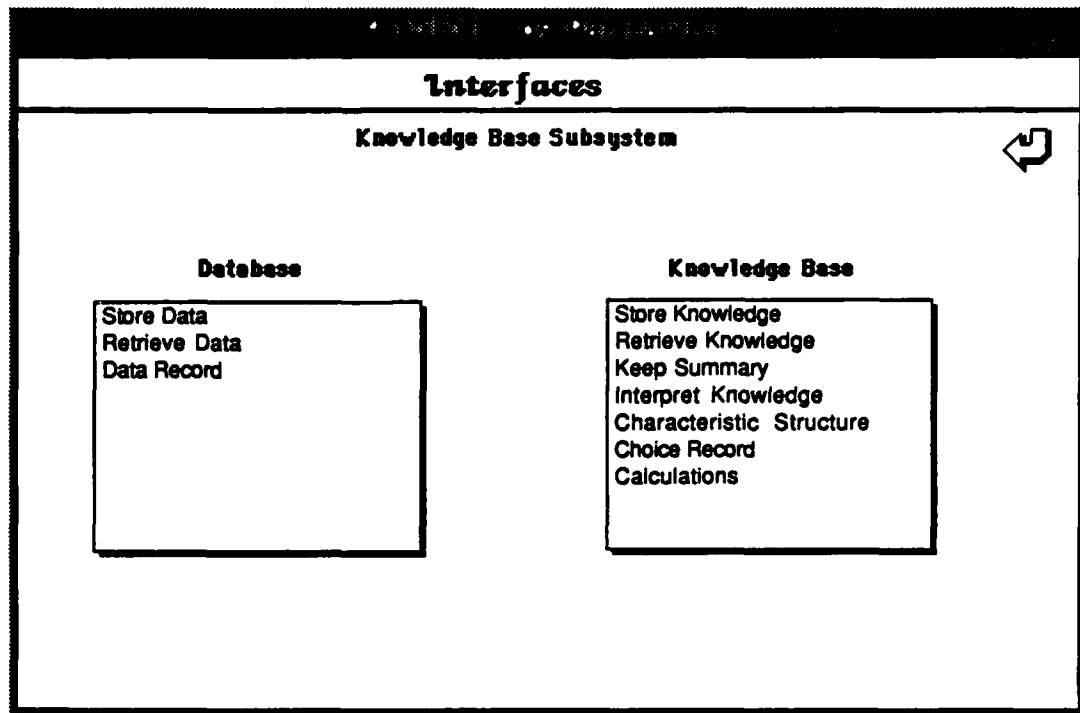 Interfaces
Knowledge Base Subsystem
Database
Store Data
Retrieve Data
Data Record
Knowledge Base
Store Knowledge
Retrieve Knowledge
Keep Summary
Interpret Knowledge
Characteristic Structure
Choice Record
Calculations